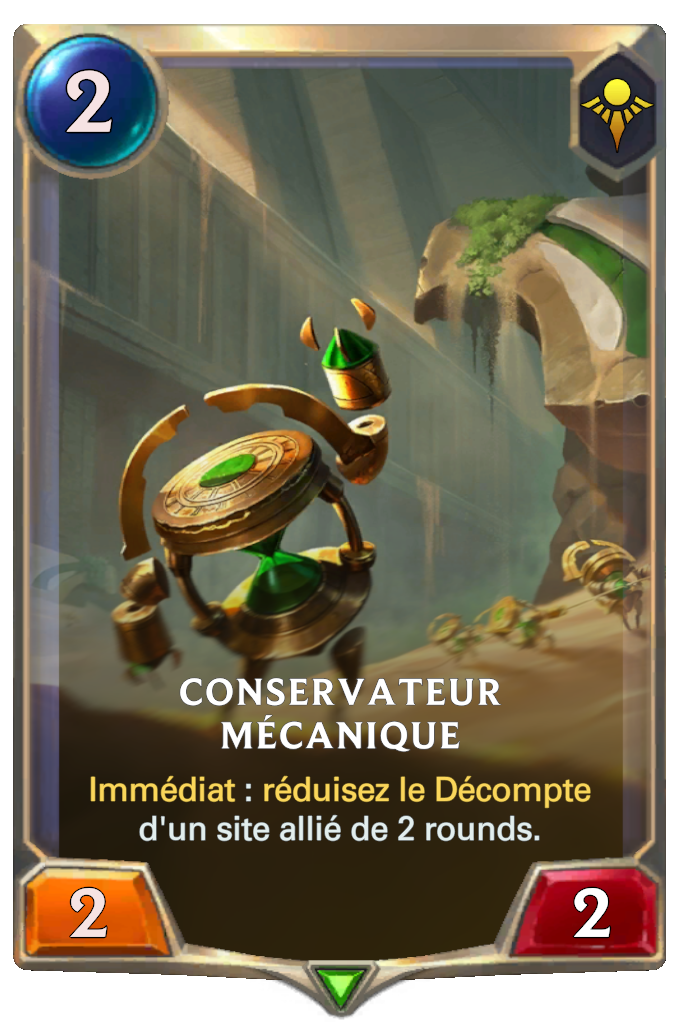 2
CONSERVATEUR
MÉCANIQUE
Immédiat : réduisez le Décompte
d'un site allié de 2 rounds.
2
2